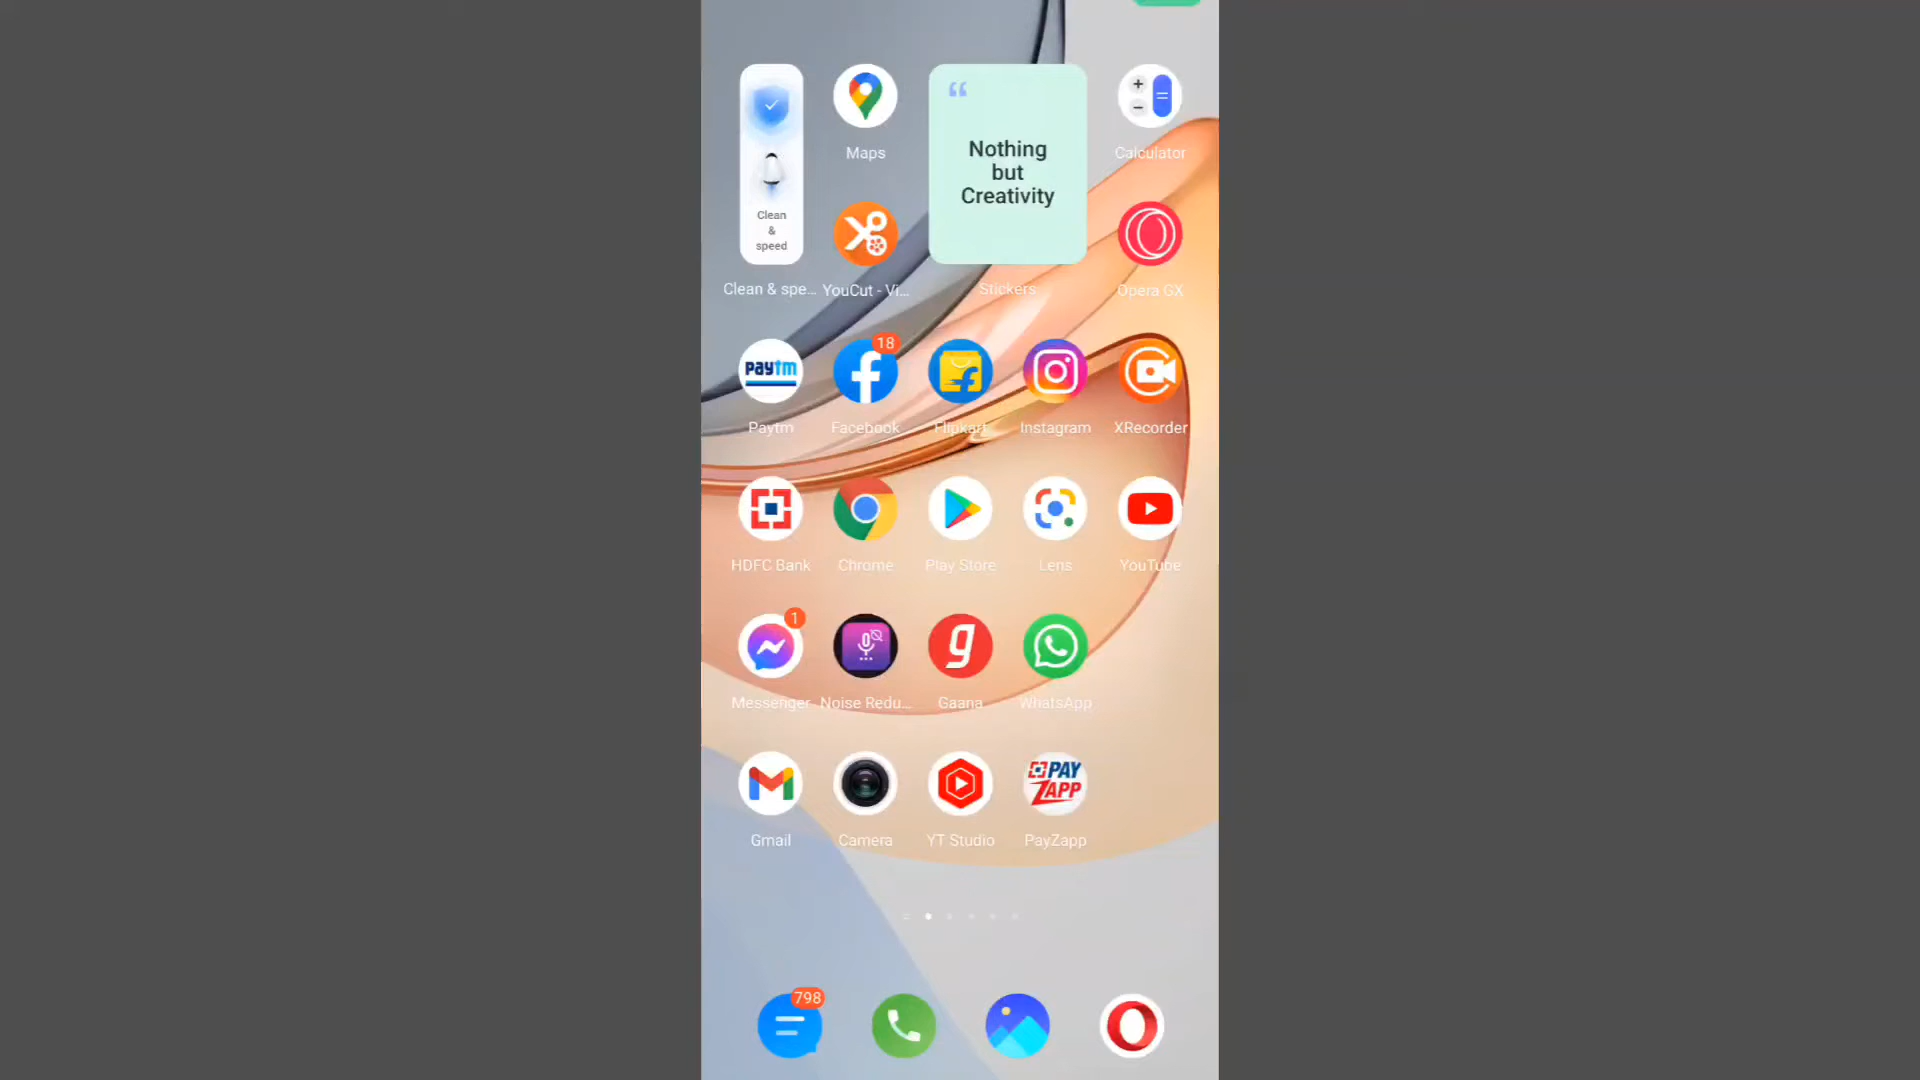 “
Nothing
but
Creativity
Clean
&
speed
Maps
Calculator
Clean & spe...
YouCut - Vi...
Stickers
Opera GX
paytm
18
Paytm
Facebook
Flipkart
Instagram
XRecorder
HDFC Bank
Chrome
Play Store
Lens
YouTube
1
g
Messenger
Noise Redu...
Gaana
WhatsApp
PAY
ZAPP
Gmail
Camera
YT Studio
PayZapp
798